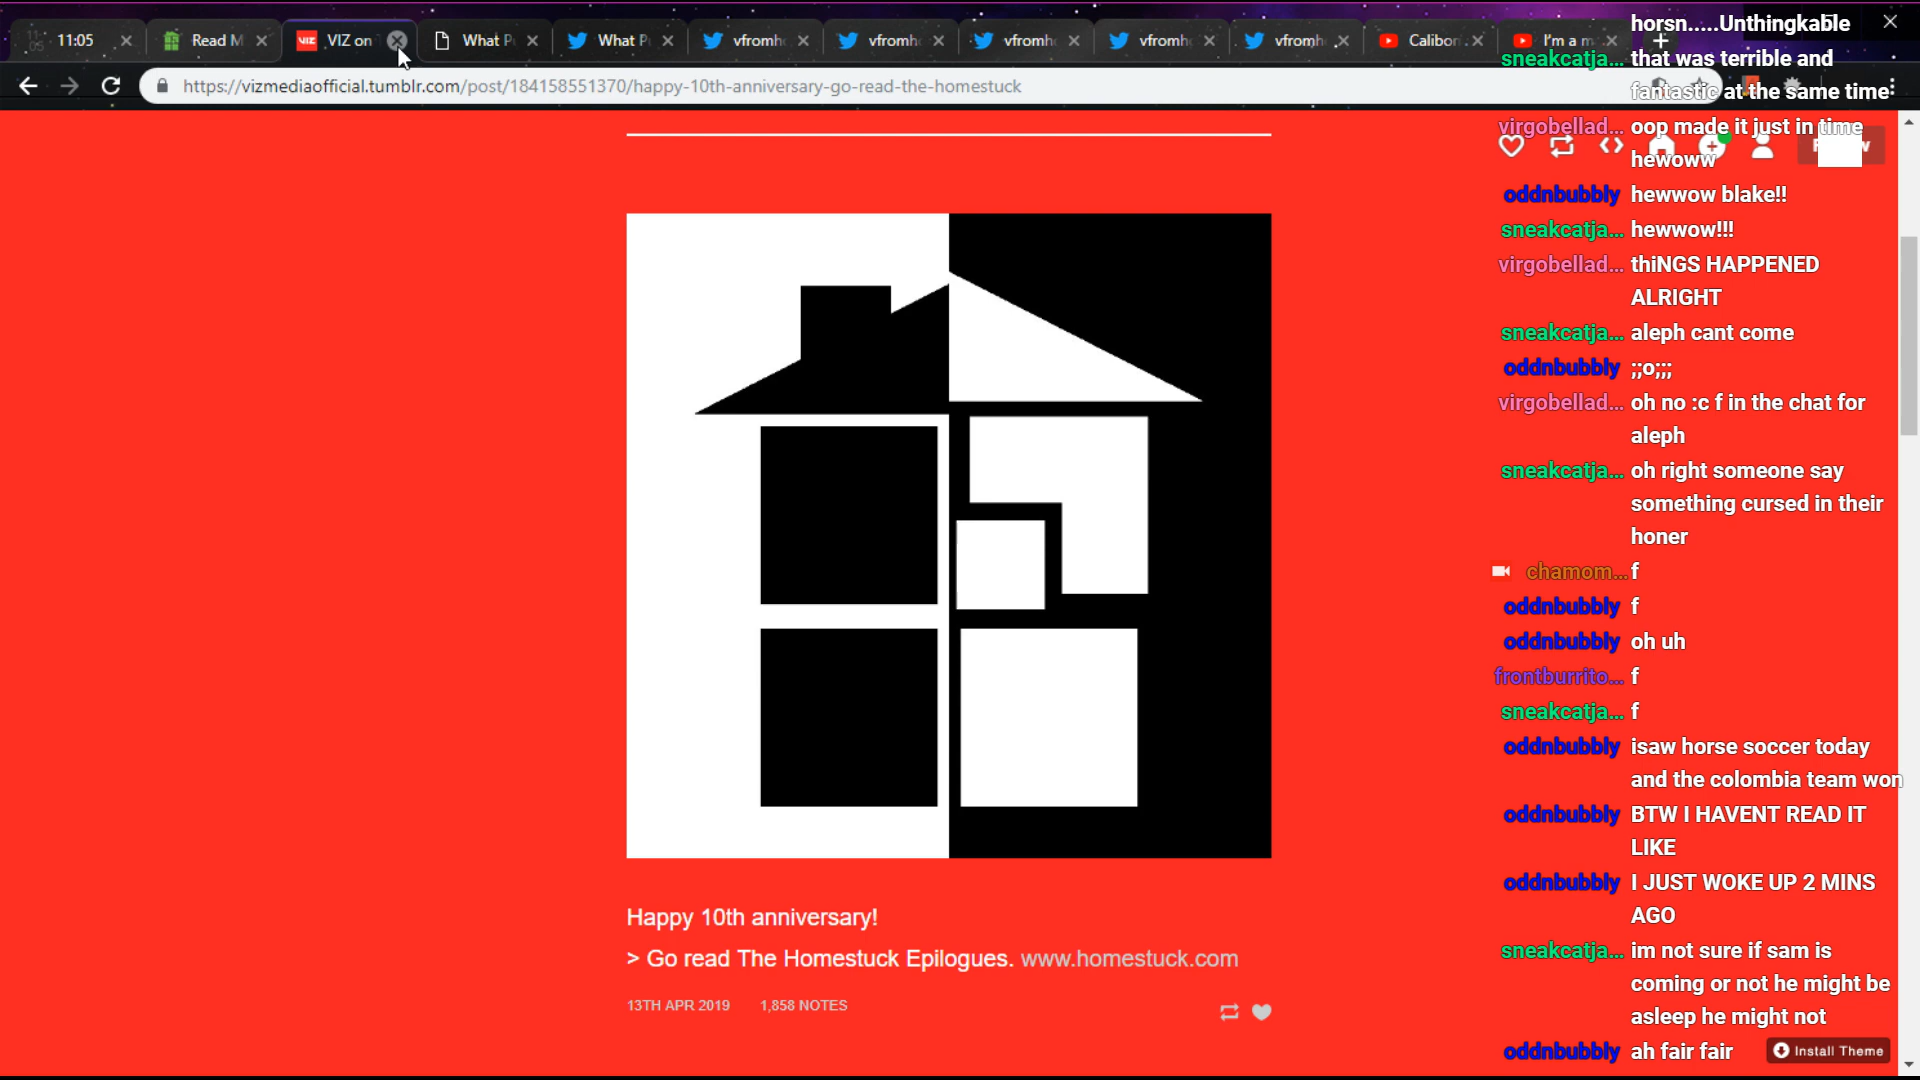 11:05
Read M
VIZ on
What P
What P
vfromh
vfromh
vfromh
vfromh
vfromh
Calibor
I'm a m
https://vizmediaofficial.tumblr.com/post/184158551370/happy-10th-anniversary-go-read-the-homestuck
horsn.....Unthingkable
sneakcatja... that was terrible and
fantastic at the same time
virgobellad... oop made it just in time
hewoww
oddnbubbly hewwow blake!!
sneakcatja... hewwow!!!
virgobellad... thiNGS HAPPENED
ALRIGHT
sneakcatja... aleph cant come
oddnbubbly ;;o;;;
virgobellad... oh no :c f in the chat for
aleph
sneakcatja... oh right someone say
something cursed in their
honer
chamom... f
oddnbubbly f
oddnbubbly oh uh
frontburrito... f
sneakcatja... f
oddnbubbly isaw horse soccer today
and the colombia team won
oddnbubbly BTW I HAVENT READ IT
LIKE
oddnbubbly I JUST WOKE UP 2 MINS
AGO
sneakcatja... im not sure if sam is
coming or not he might be
asleep he might not
oddnbubbly ah fair fair
Install Theme
Happy 10th anniversary!
> Go read The Homestuck Epilogues. www.homestuck.com
13TH APR 2019 1,858 NOTES